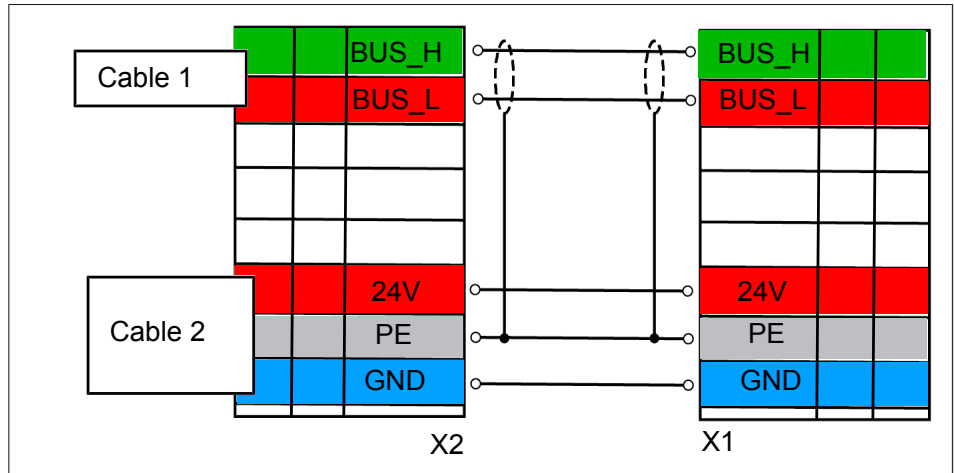 Cable 1
BUS_H
BUS_H
BUS_L
BUS_L
24V
24V
Cable 2
PE
PE
GND
GND
X2
X1